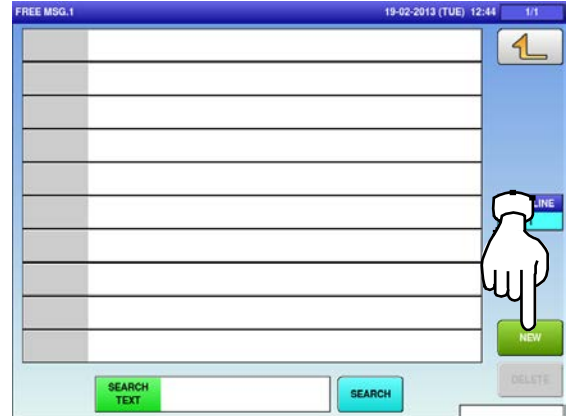 FREE MSG.1 19-02-2013 (TUE) 12:44 1/1
LINE
NEW
DELETE
SEARCH
TEXT
SEARCH